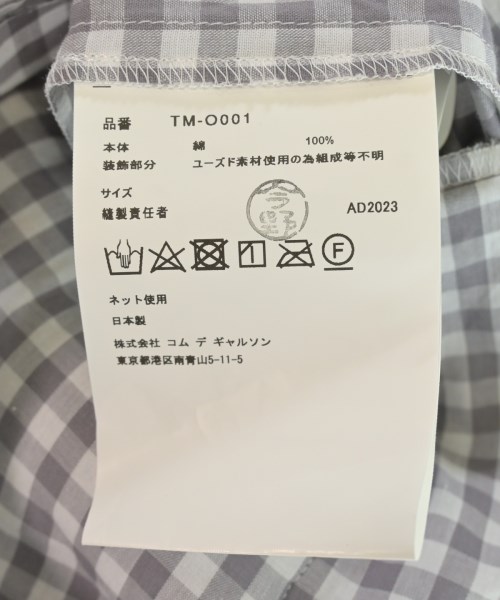 品番 TM-O001
本体 綿 100%
装飾部分 ユーズド素材使用の為組成等不明
サイズ
縫製責任者 今野 AD2023
1 F
ネット使用
日本製
株式会社 コム デ ギャルソン
東京都港区南青山5-11-5